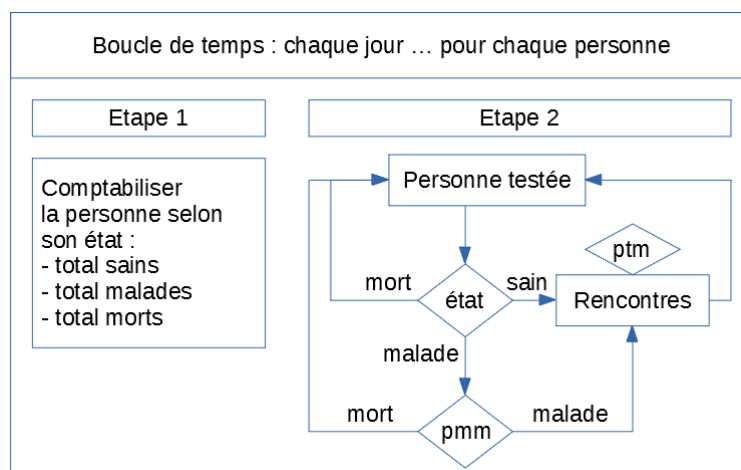 Boucle de temps : chaque jour … pour chaque personne
Etape 1
Etape 2
Comptabiliser
la personne selon
son état :
- total sains
- total malades
- total morts
Personne testée
ptm
mort
état
sain
Rencontres
malade
mort
pmm
malade